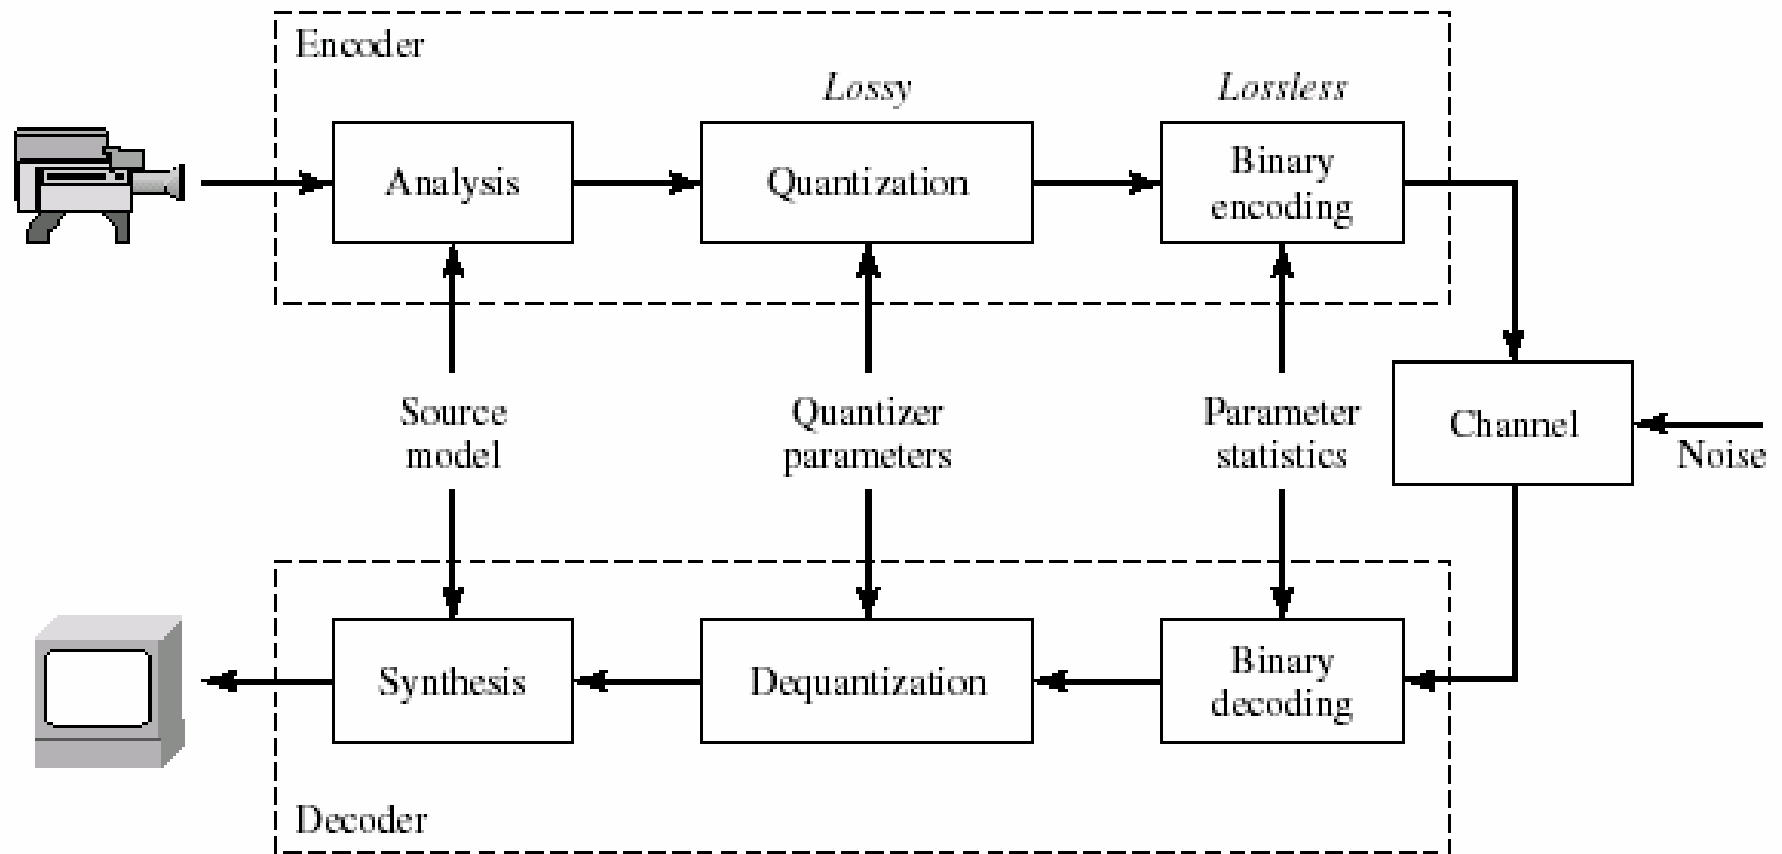 Encoder
Lossy
Lossless
Analysis
Quantization
Binary
encoding
Source
model
Quantizer
parameters
Parameter
statistics
Channel
Noise
Synthesis
Dequantization
Binary
decoding
Decoder